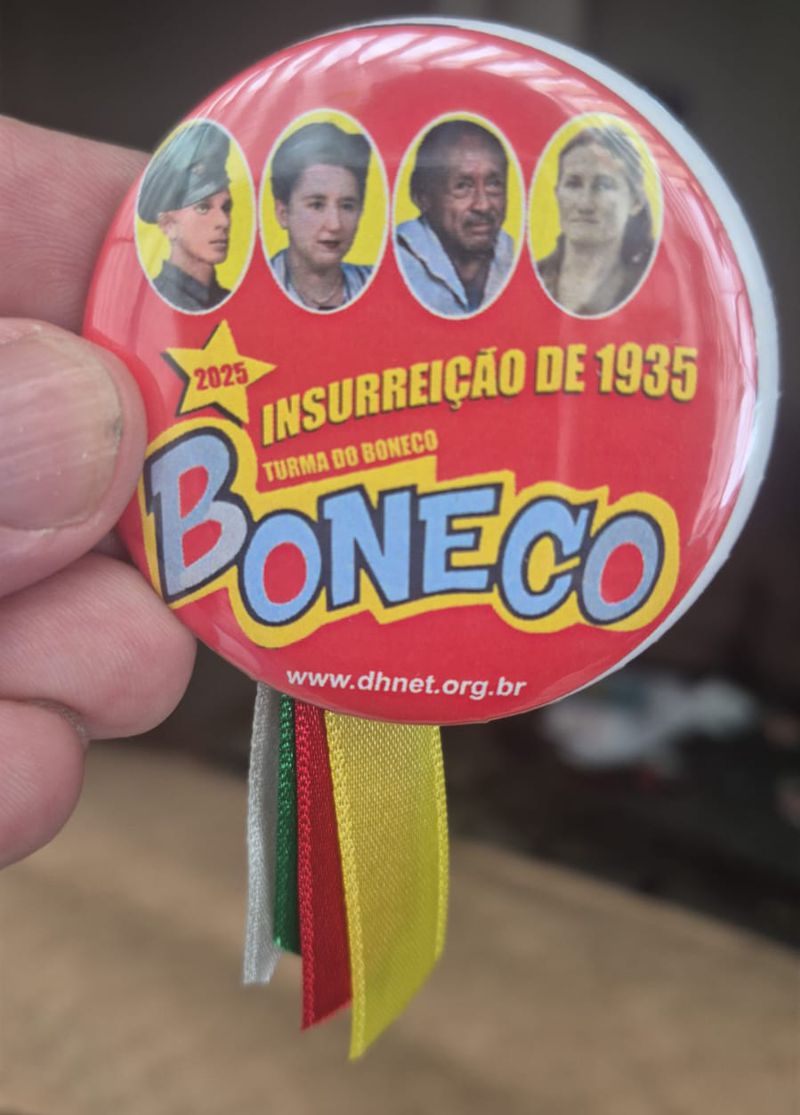 2025
INSURREIÇÃO DE 1935
TURMA DO BONECO
BONECO
www.dhnet.org.br